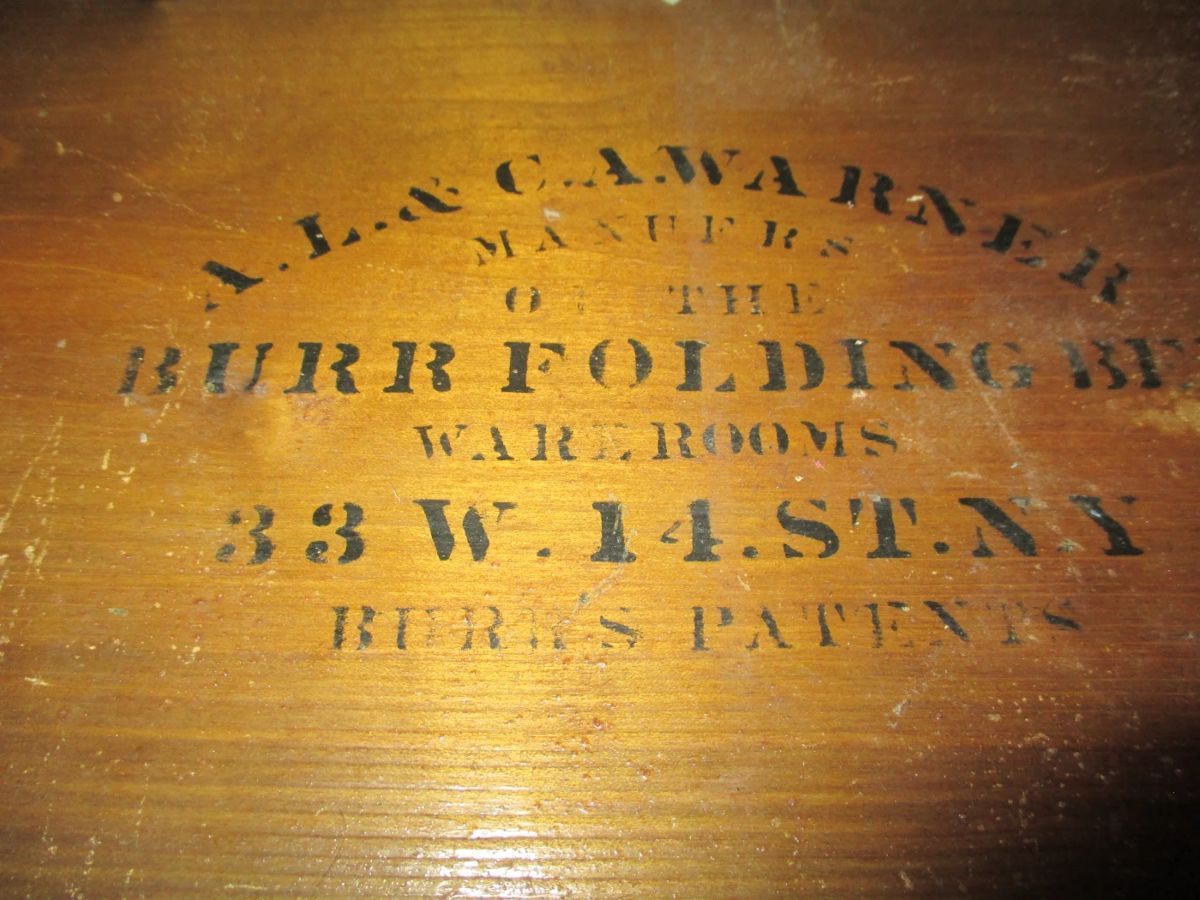 A.L.& C.A.WARNER
MANUFRS
OF THE
BURR FOLDING BE
WAREROOMS
33 W.14.ST.NY
BURR'S PATENTS